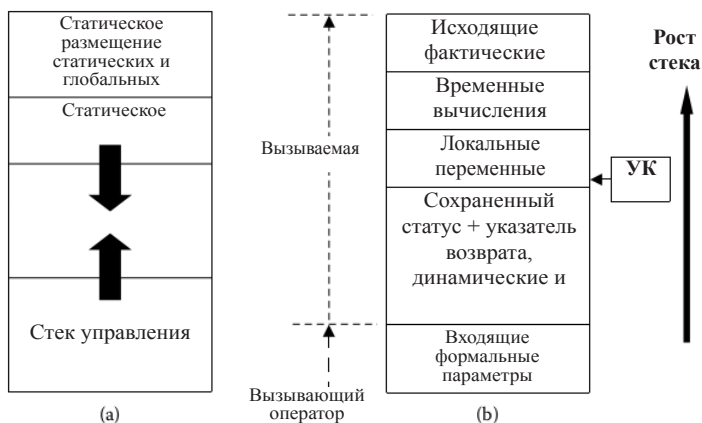 Статическое
размещение
статических и
глобальных
Статическое
Стек управления
(a)
Вызываемая
Вызывающий
оператор
Исходящие
фактические
Временные
вычисления
Локальные
переменные
Сохраненный
статус + указатель
возврата,
динамические и
Входящие
формальные
параметры
(b)
УК
Рост
стека